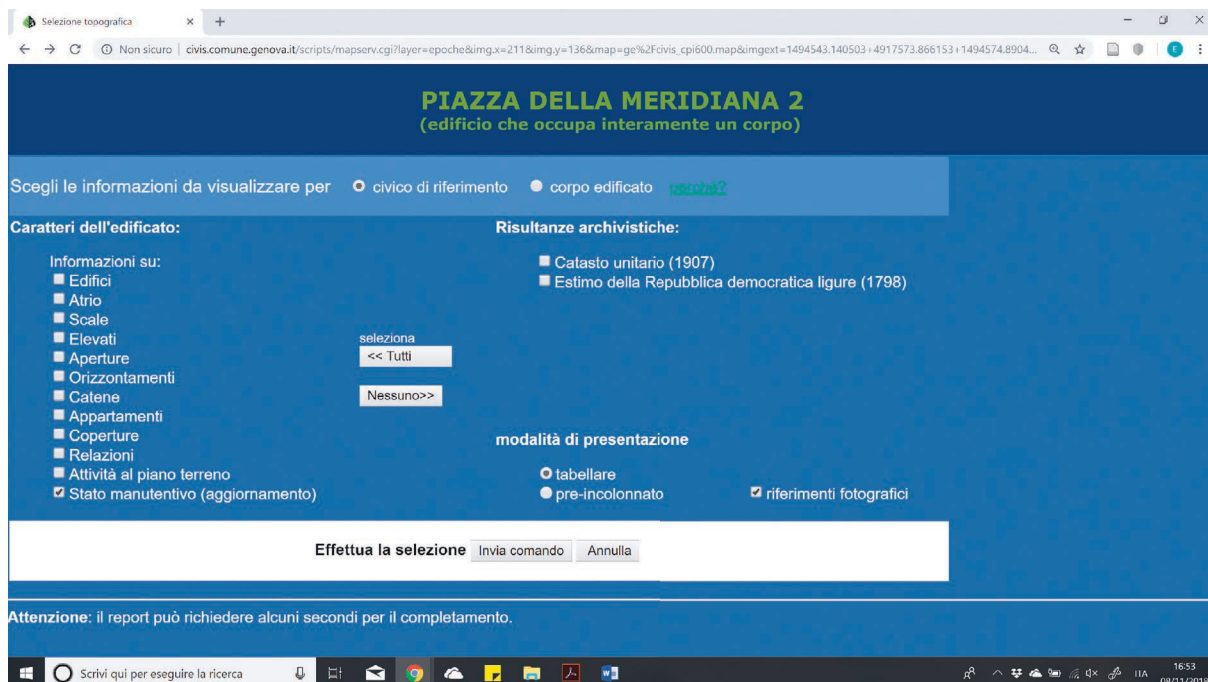 Selezione topografica
Non sicuro | civis.comune.genova.it/scripts/mapserv.cgi?layer=epoche&img.x=211&img.y=136&map=ge%2Fcivis_cpi600.map&imgext=1494543.140503+4917573.866153+1494574.8904...
E
PIAZZA DELLA MERIDIANA 2
(edificio che occupa interamente un corpo)
Scegli le informazioni da visualizzare per civico di riferimento corpo edificato perché?
Caratteri dell'edificato:
Informazioni su:
Edifici
Atrio
Scale
Elevati
Aperture
Orizzontamenti
Catene
Appartamenti
Coperture
Relazioni
Attività al piano terreno
Stato manutentivo (aggiornamento)
seleziona
<< Tutti
Nessuno>>
Risultanze archivistiche:
Catasto unitario (1907)
Estimo della Repubblica democratica ligure (1798)
modalità di presentazione
tabellare
pre-incolonnato riferimenti fotografici
Effettua la selezione Invia comando Annulla
Attenzione: il report può richiedere alcuni secondi per il completamento.
Scrivi qui per eseguire la ricerca
ITA
16:53
08/11/2018